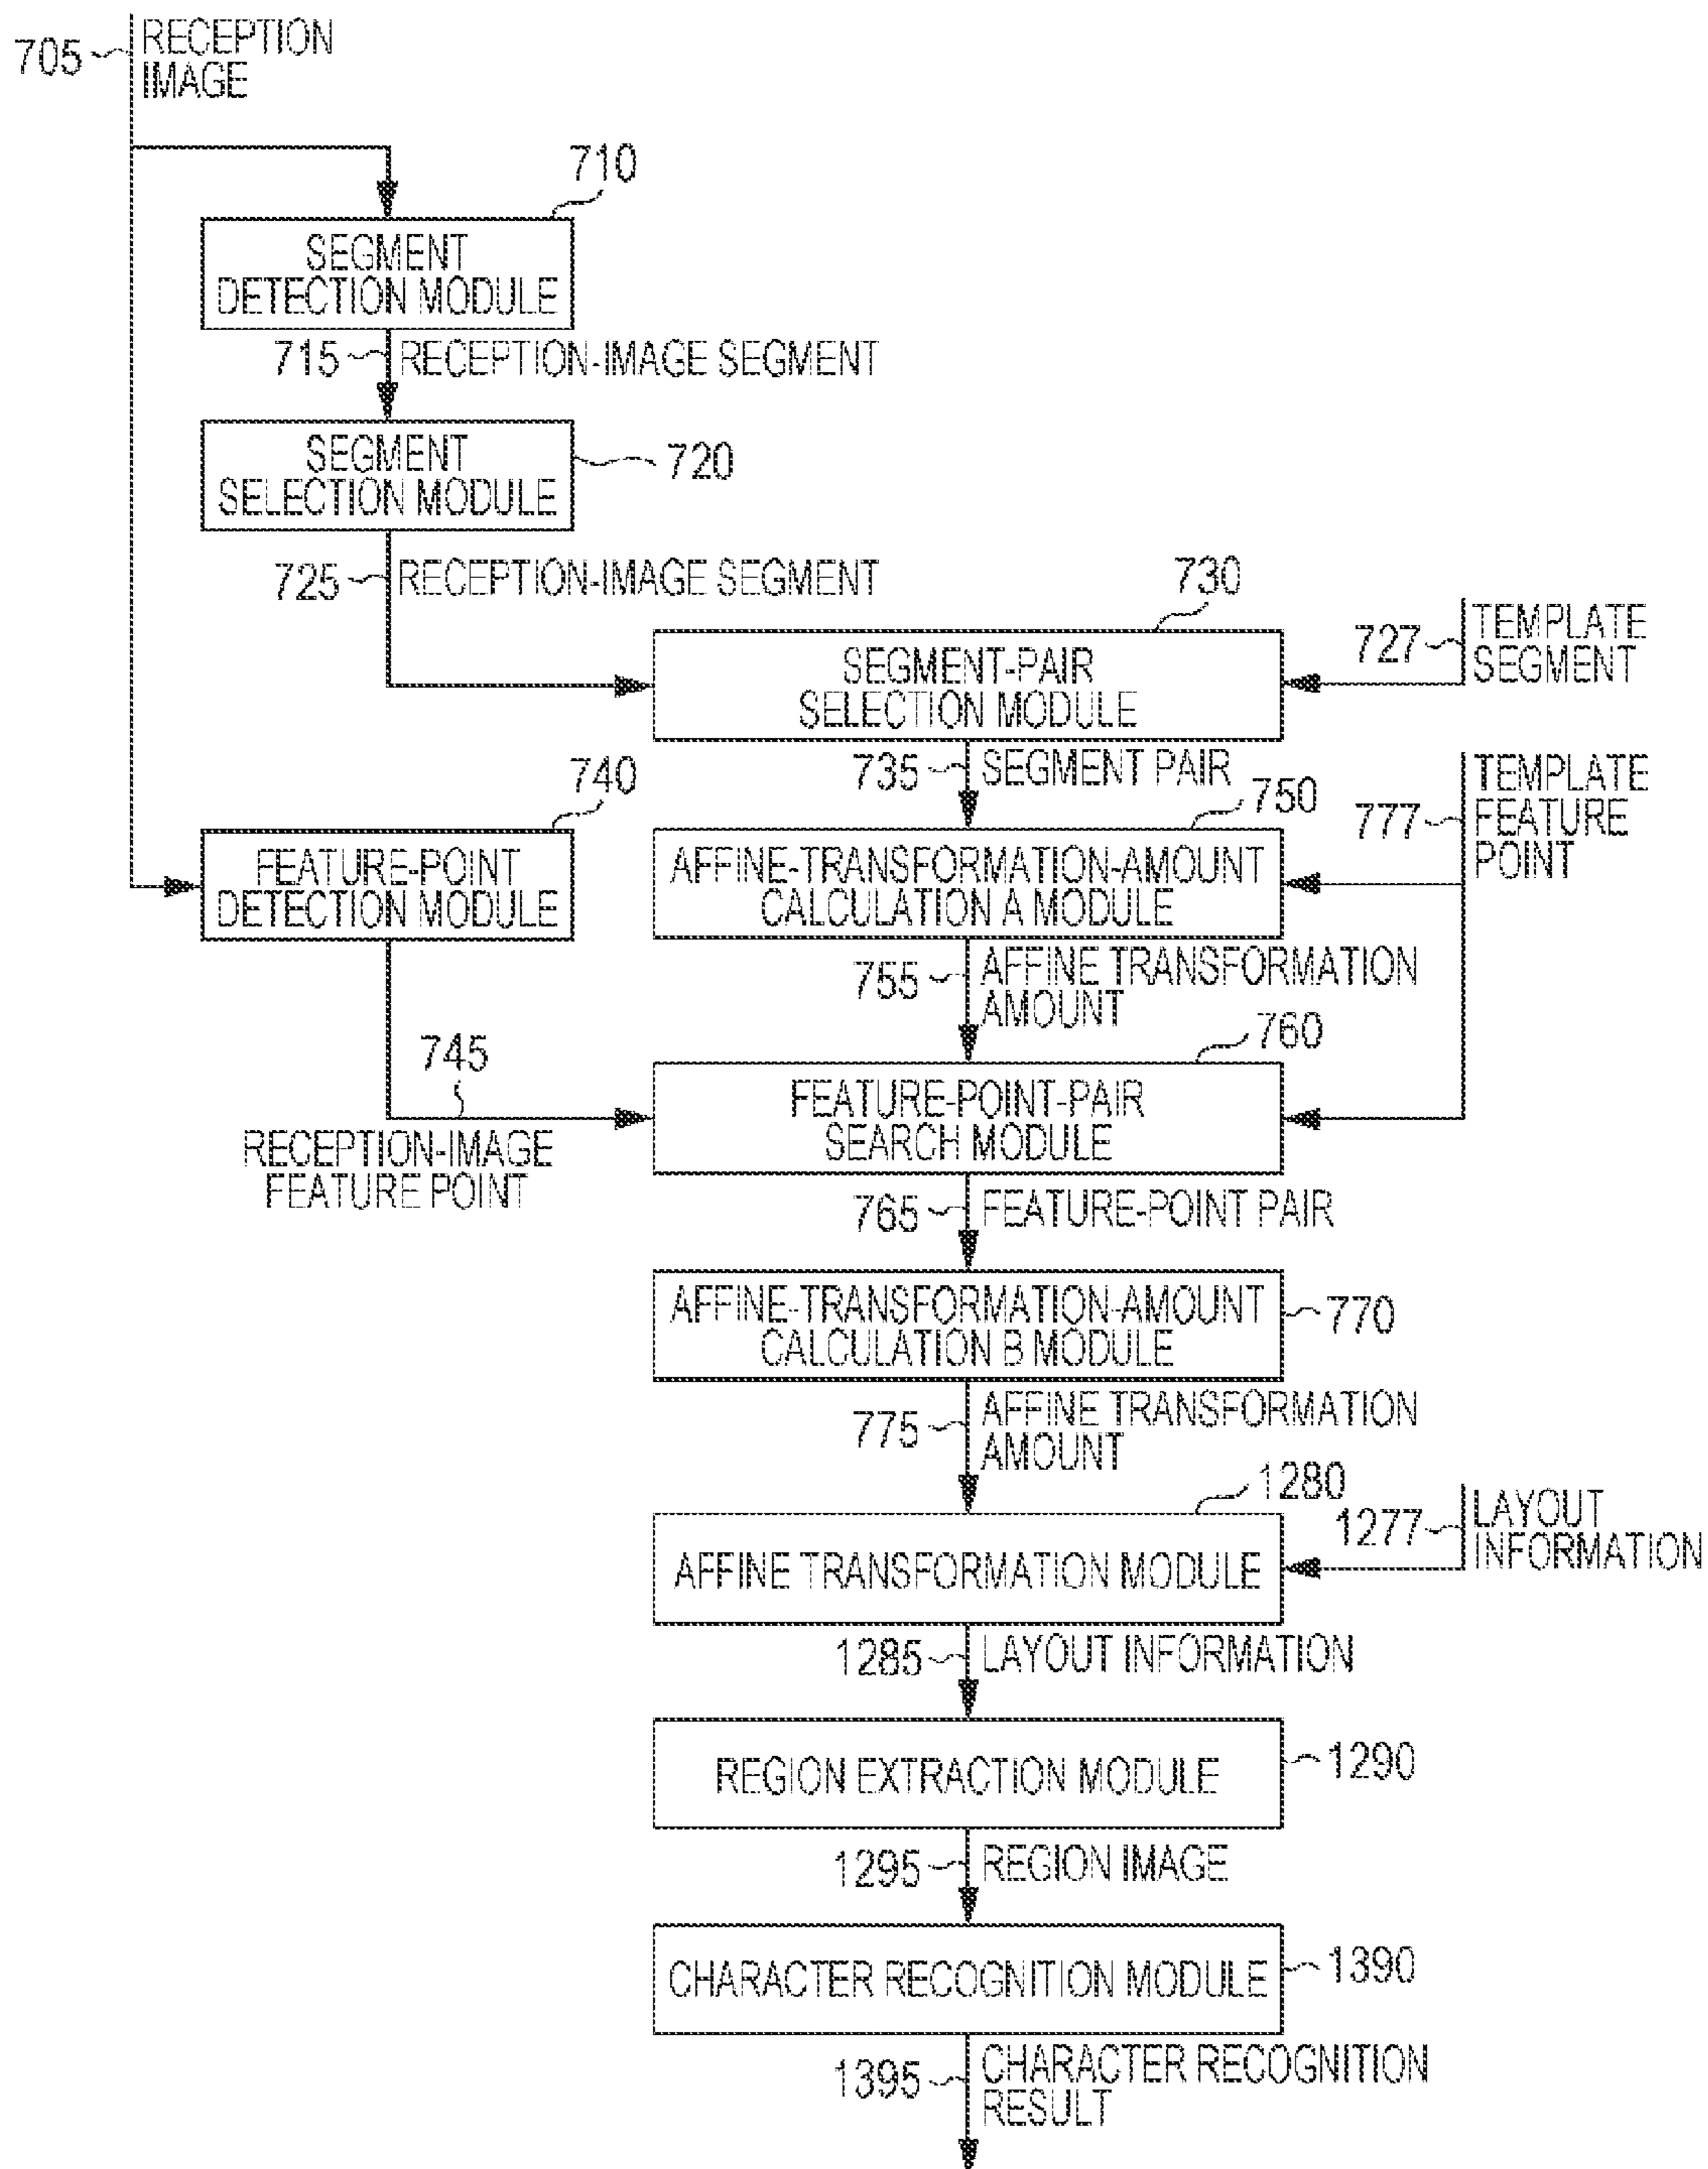 705
RECEPTION
IMAGE
710
SEGMENT
DETECTION MODULE
715
RECEPTION-IMAGE SEGMENT
SEGMENT
SELECTION MODULE
720
725
RECEPTION-IMAGE SEGMENT
730
SEGMENT-PAIR
SELECTION MODULE
727
TEMPLATE
SEGMENT
735
SEGMENT PAIR
740
FEATURE-POINT
DETECTION MODULE
750
AFFINE-TRANSFORMATION-AMOUNT
CALCULATION A MODULE
777
TEMPLATE
FEATURE
POINT
755
AFFINE TRANSFORMATION
AMOUNT
745
RECEPTION-IMAGE
FEATURE POINT
760
FEATURE-POINT-PAIR
SEARCH MODULE
765
FEATURE-POINT PAIR
AFFINE-TRANSFORMATION-AMOUNT
CALCULATION B MODULE
770
775
AFFINE TRANSFORMATION
AMOUNT
1280
AFFINE TRANSFORMATION MODULE
1277
LAYOUT
INFORMATION
1285
LAYOUT INFORMATION
REGION EXTRACTION MODULE
1290
1295
REGION IMAGE
CHARACTER RECOGNITION MODULE
1390
1395
CHARACTER RECOGNITION
RESULT